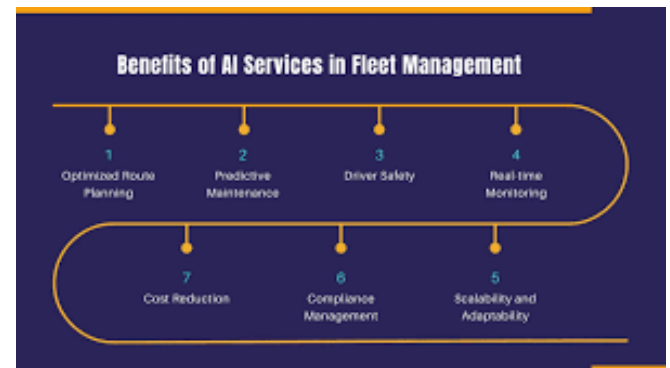 Benefits of AI Services in Fleet Management
1
Optimized Route
Planning
2
Predictive
Maintenance
3
Driver Safety
4
Real-time
Monitoring
5
Scalability and
Adaptability
6
Compliance
Management
7
Cost Reduction